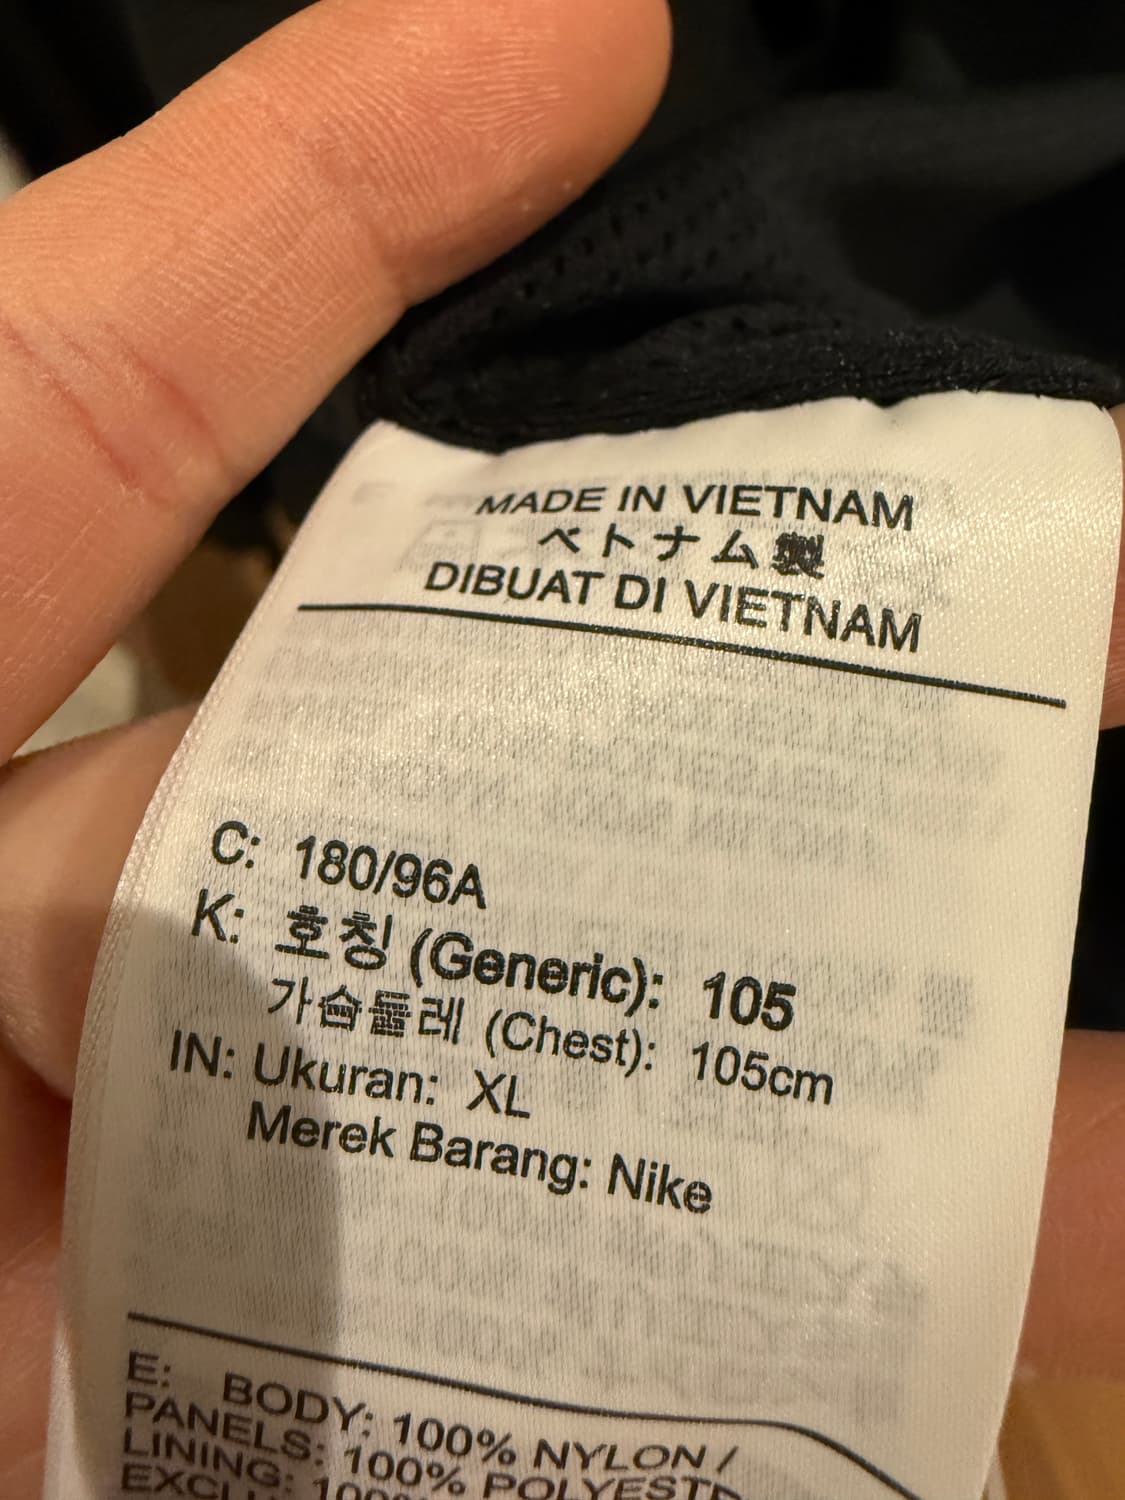 MADE IN VIETNAM
ベトナム製
DIBUAT DI VIETNAM
C: 180/96A
K: 호칭 (Generic): 105
가슴둘레 (Chest): 105cm
IN: Ukuran: XL
Merek Barang: Nike
E: BODY: 100% NYLON /
PANELS: 100% POLYESTE
LINING: 100%